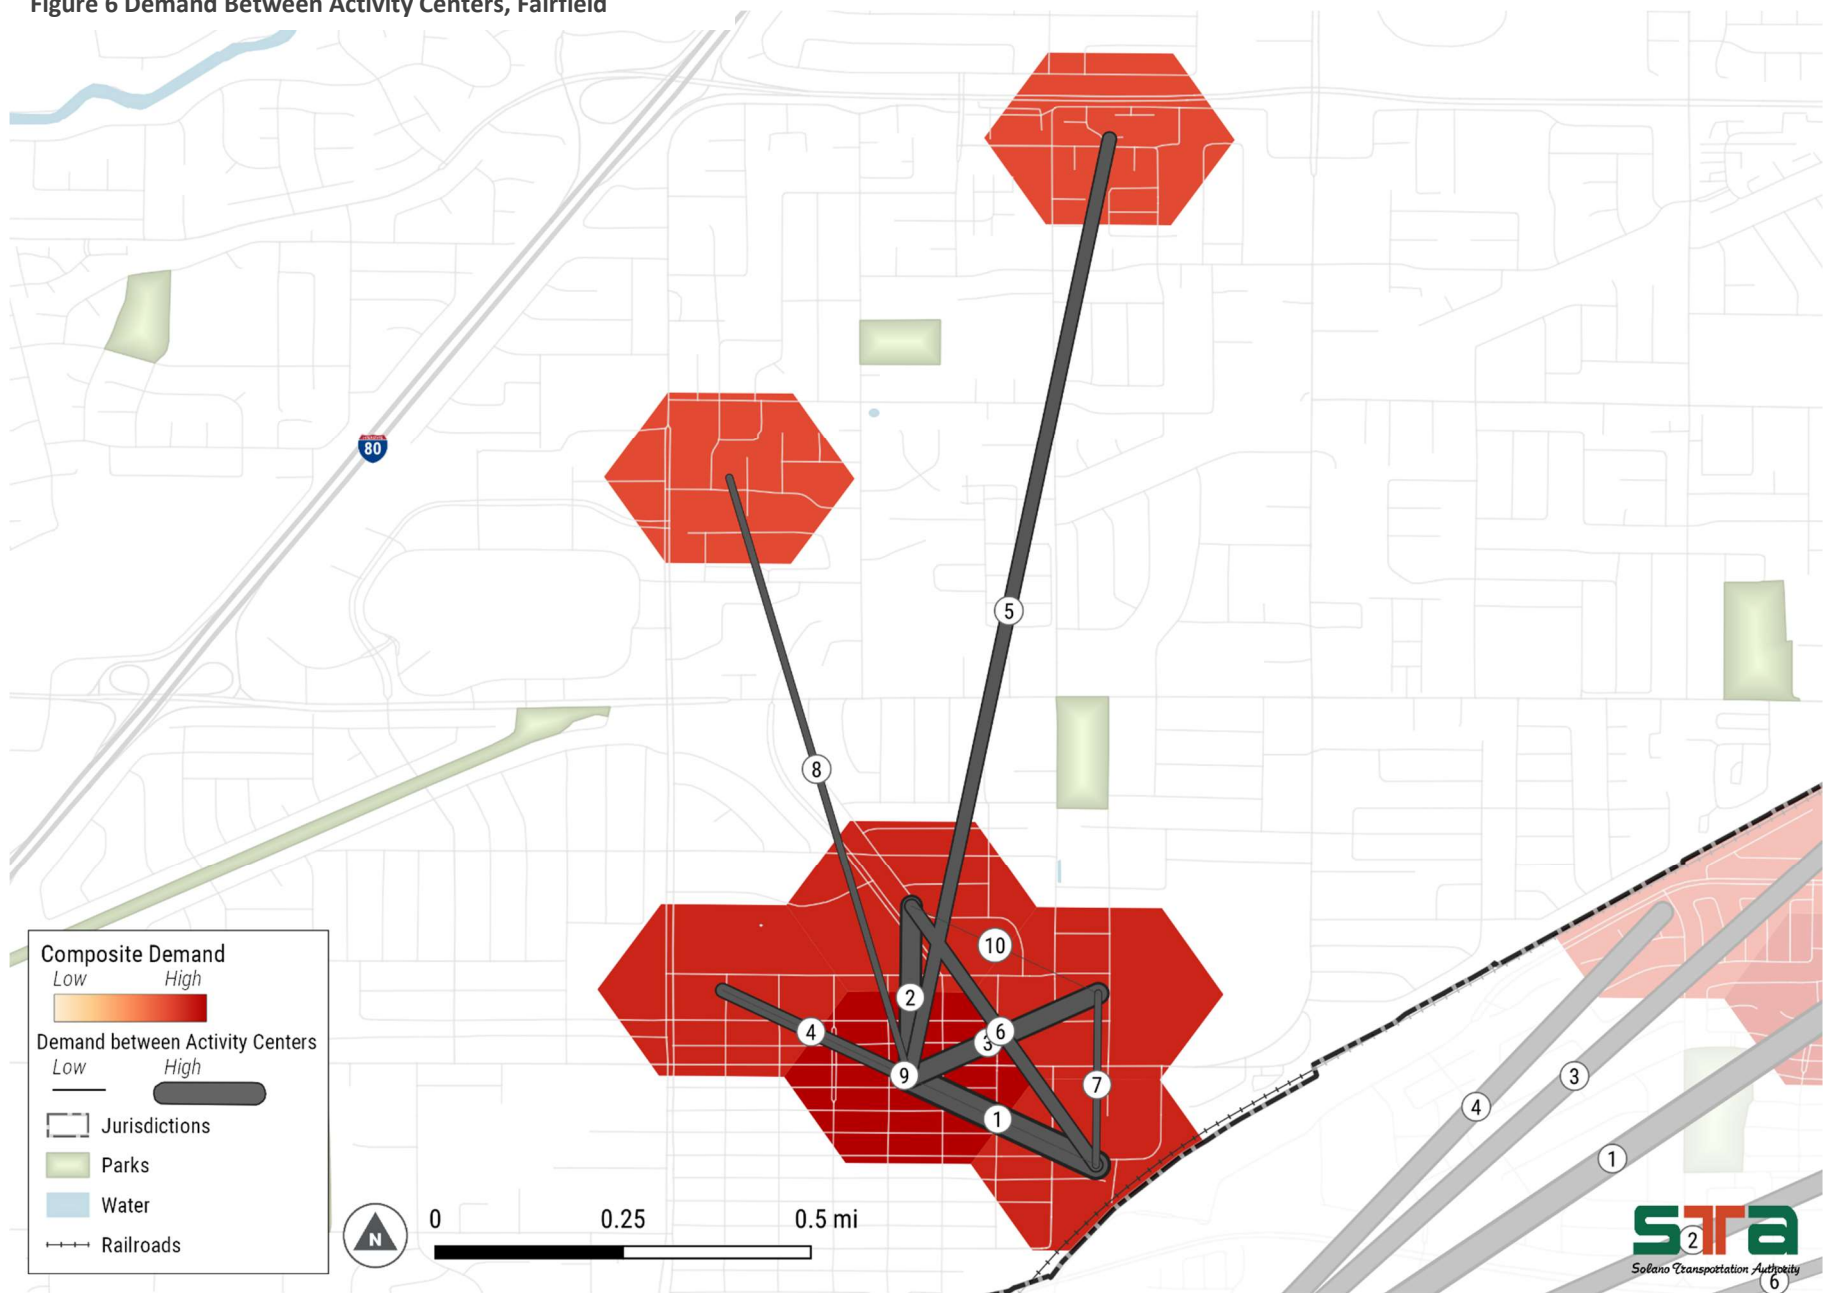 Figure 6 Demand Between Activity Centers, Fairfield
80
5
8
10
2
4
6
3
9
7
1
4
3
1
2
6
Composite Demand
Low High
Demand between Activity Centers
Low High
Jurisdictions
Parks
Water
Railroads
N
0 0.25 0.5 mi
STA
Solano Transportation Authority